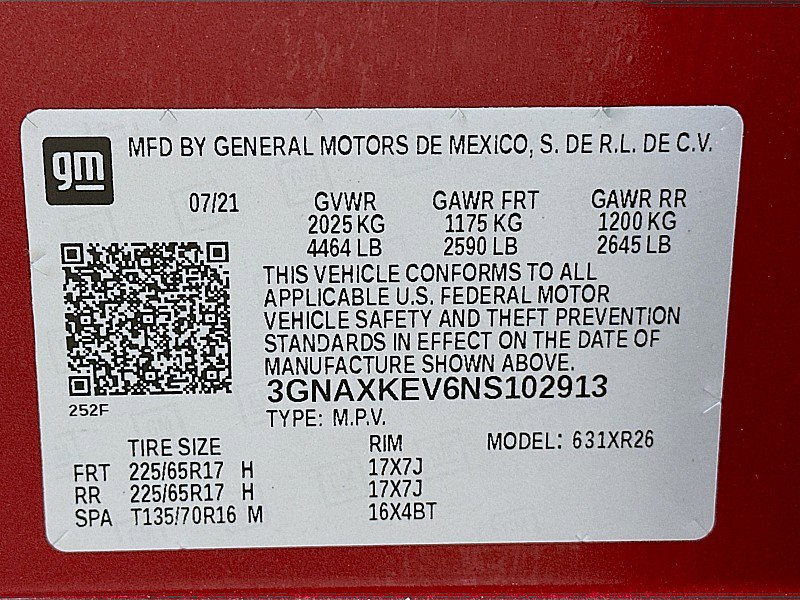 gm
MFD BY GENERAL MOTORS DE MEXICO, S. DE R.L. DE C.V.
07/21 GVWR GAWR FRT GAWR RR
2025 KG 1175 KG 1200 KG
4464 LB 2590 LB 2645 LB
THIS VEHICLE CONFORMS TO ALL
APPLICABLE U.S. FEDERAL MOTOR
VEHICLE SAFETY AND THEFT PREVENTION
STANDARDS IN EFFECT ON THE DATE OF
MANUFACTURE SHOWN ABOVE.
3GNAXKEV6NS102913
252F
TYPE: M.P.V.
TIRE SIZE RIM MODEL: 631XR26
FRT 225/65R17 H 17X7J
RR 225/65R17 H 17X7J
SPA T135/70R16 M 16X4BT